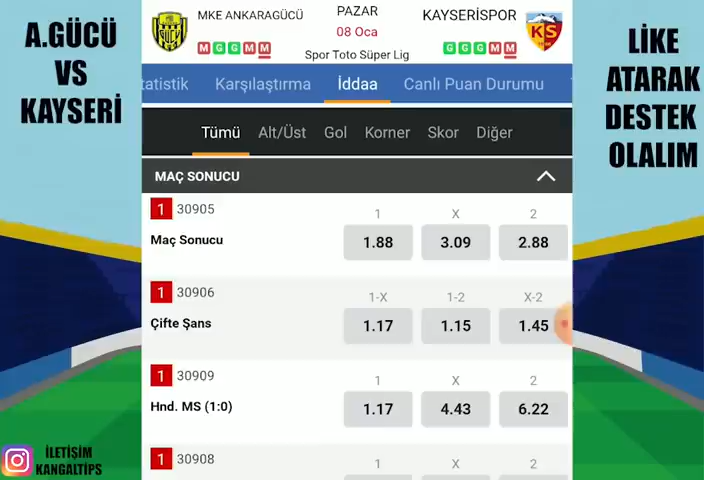 A.GÜCÜ
VS
KAYSERİ
MKE ANKARAGÜCÜ
M G G M M
PAZAR
08 Oca
Spor Toto Süper Lig
KAYSERİSPOR
G G G M M
KS
LİKE
ATARAK
DESTEK
OLALIM
tatistik Karşılaştırma İddaa Canlı Puan Durumu
Tümü Alt/Üst Gol Korner Skor Diğer
MAÇ SONUCU
1 30905
Maç Sonucu
1 X 2
1.88 3.09 2.88
1 30906
Çifte Şans
1-X 1-2 X-2
1.17 1.15 1.45
1 30909
Hnd. MS (1:0)
1 X 2
1.17 4.43 6.22
1 30908
1 X 2
İLETİŞİM
KANGALTİPS